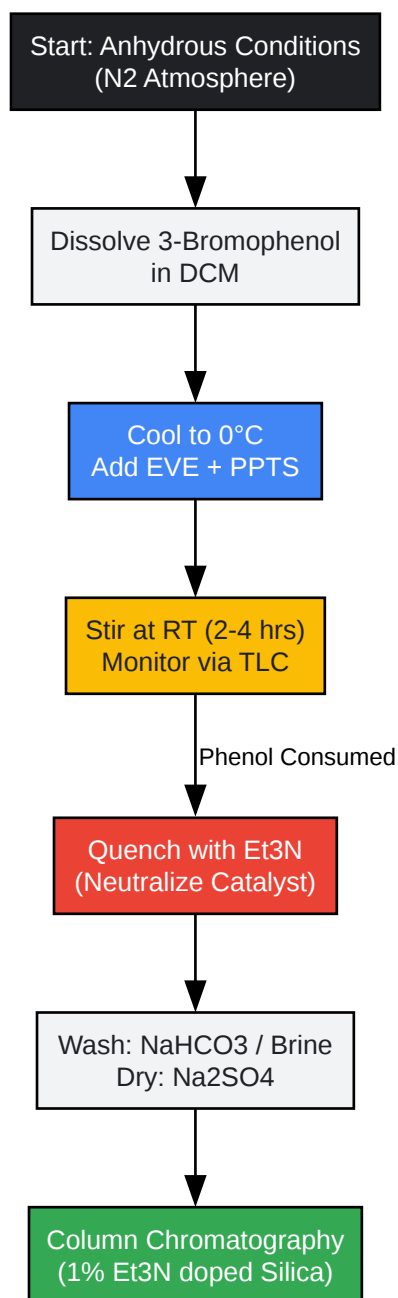 Start: Anhydrous Conditions
(N2 Atmosphere)
Dissolve 3-Bromophenol
in DCM
Cool to 0°C
Add EVE + PPTS
Stir at RT (2-4 hrs)
Monitor via TLC
Phenol Consumed
Quench with Et3N
(Neutralize Catalyst)
Wash: NaHCO3 / Brine
Dry: Na2SO4
Column Chromatography
(1% Et3N doped Silica)